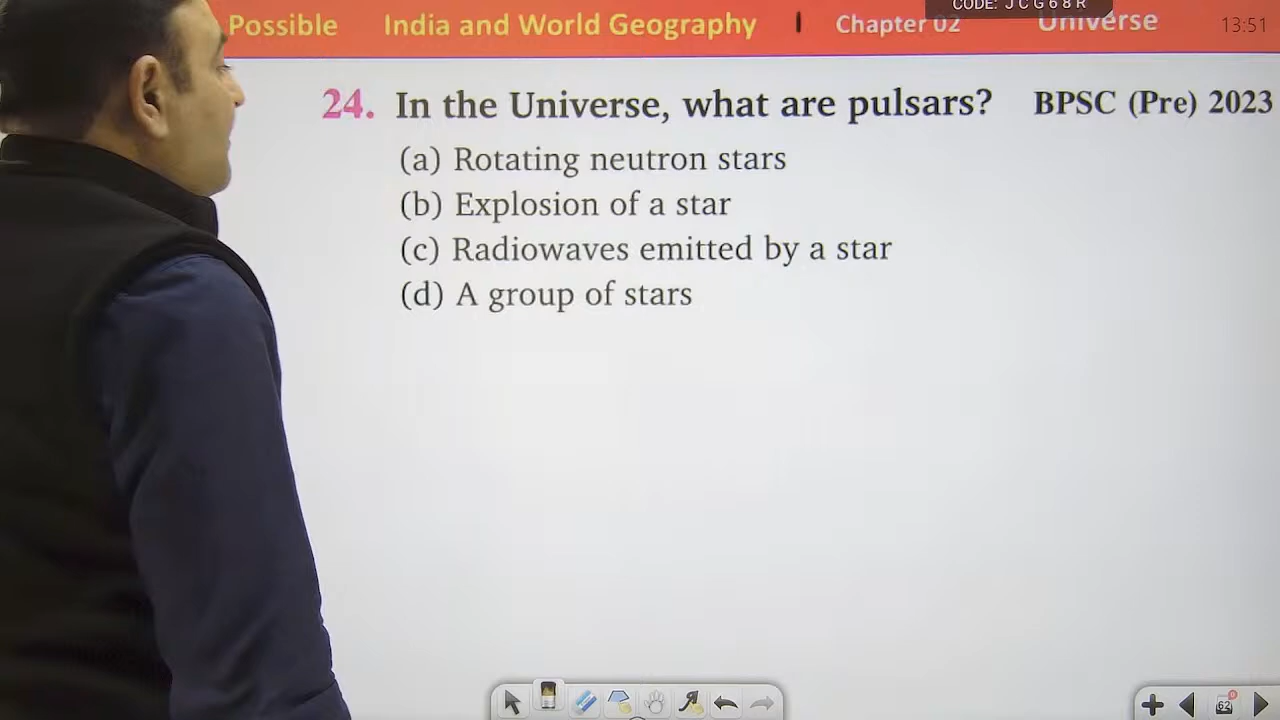 Possible India and World Geography | Chapter 02 Universe 13:51
CODE: J C G 6 8 R
24. In the Universe, what are pulsars? BPSC (Pre) 2023
(a) Rotating neutron stars
(b) Explosion of a star
(c) Radiowaves emitted by a star
(d) A group of stars
62